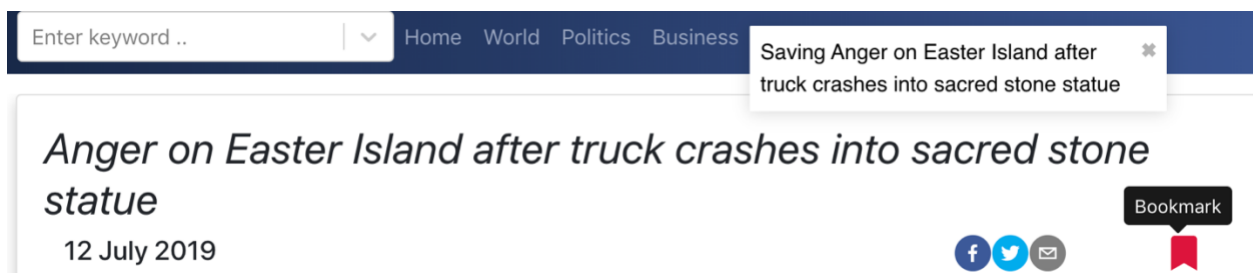 Enter keyword .. Home World Politics Business
Saving Anger on Easter Island after
truck crashes into sacred stone statue
Anger on Easter Island after truck crashes into sacred stone
statue
Bookmark
12 July 2019